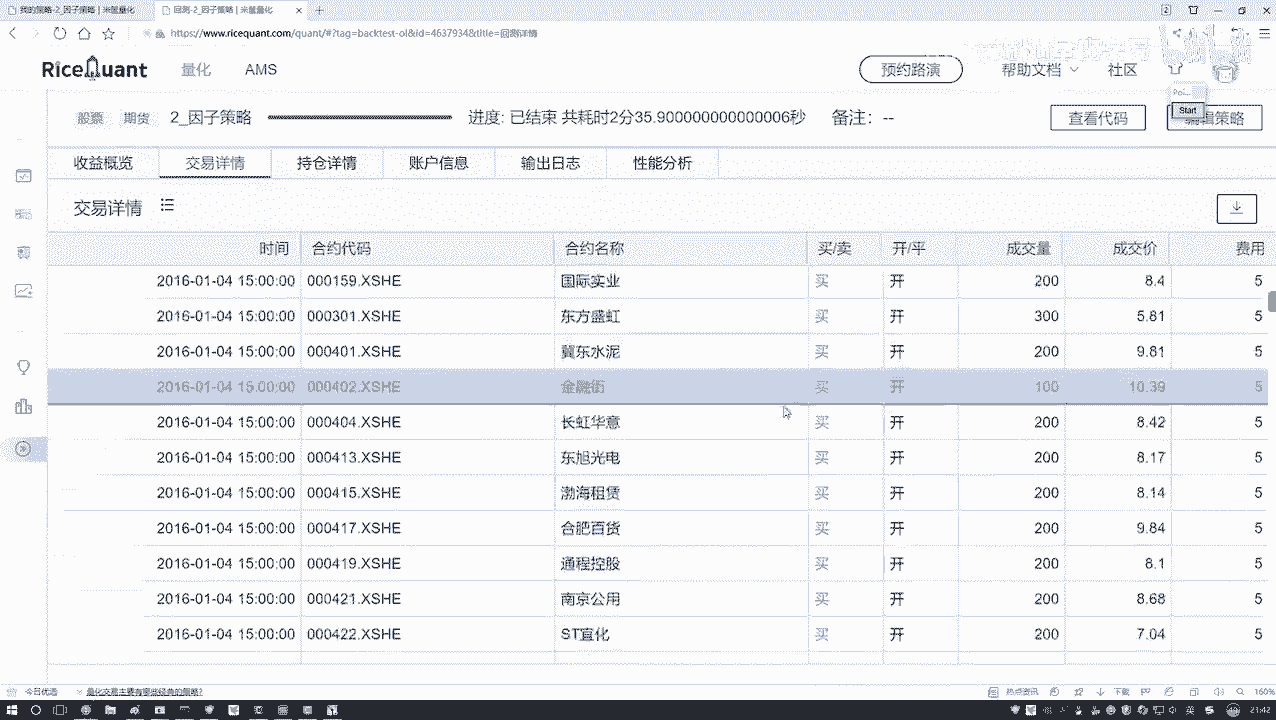 我的策略-2_因子策略 | 米筐量化
回测-2_因子策略 | 米筐量化
https://www.ricequant.com/quant/#?tag=backtest-ol&id=4637934&title=回测详情
RiceQuant 量化 AMS 预约路演 帮助文档 社区
Po...
Start
股票 期货 2_因子策略 进度: 已结束 共耗时2分35.900000000000006秒 备注: -- 查看代码 编辑策略
收益概览 交易详情 持仓详情 账户信息 输出日志 性能分析
交易详情
时间 合约代码 合约名称 买/卖 开/平 成交量 成交价 费用
2016-01-04 15:00:00 000159.XSHE 国际实业 买 开 200 8.4 5
2016-01-04 15:00:00 000301.XSHE 东方盛虹 买 开 300 5.81 5
2016-01-04 15:00:00 000401.XSHE 冀东水泥 买 开 200 9.81 5
2016-01-04 15:00:00 000402.XSHE 金融街 买 开 100 10.39 5
2016-01-04 15:00:00 000404.XSHE 长虹华意 买 开 200 8.42 5
2016-01-04 15:00:00 000413.XSHE 东旭光电 买 开 200 8.17 5
2016-01-04 15:00:00 000415.XSHE 渤海租赁 买 开 200 8.14 5
2016-01-04 15:00:00 000417.XSHE 合肥百货 买 开 200 9.84 5
2016-01-04 15:00:00 000419.XSHE 通程控股 买 开 200 8.1 5
2016-01-04 15:00:00 000421.XSHE 南京公用 买 开 200 8.68 5
2016-01-04 15:00:00 000422.XSHE ST宜化 买 开 200 7.04 5
今日优选 量化交易主要有哪些经典的策略? 热点资讯 下载 160%
21:42